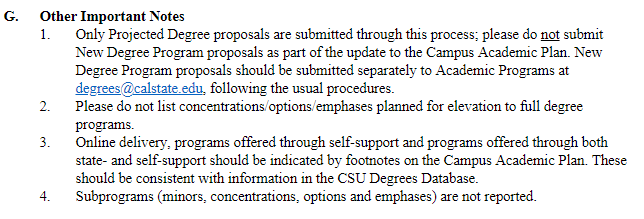 G. Other Important Notes
1. Only Projected Degree proposals are submitted through this process; please do not submit
New Degree Program proposals as part of the update to the Campus Academic Plan. New
Degree Program proposals should be submitted separately to Academic Programs at
degrees@calstate.edu, following the usual procedures.
2. Please do not list concentrations/options/emphases planned for elevation to full degree
programs.
3. Online delivery, programs offered through self-support and programs offered through both
state- and self-support should be indicated by footnotes on the Campus Academic Plan. These
should be consistent with information in the CSU Degrees Database.
4. Subprograms (minors, concentrations, options and emphases) are not reported.